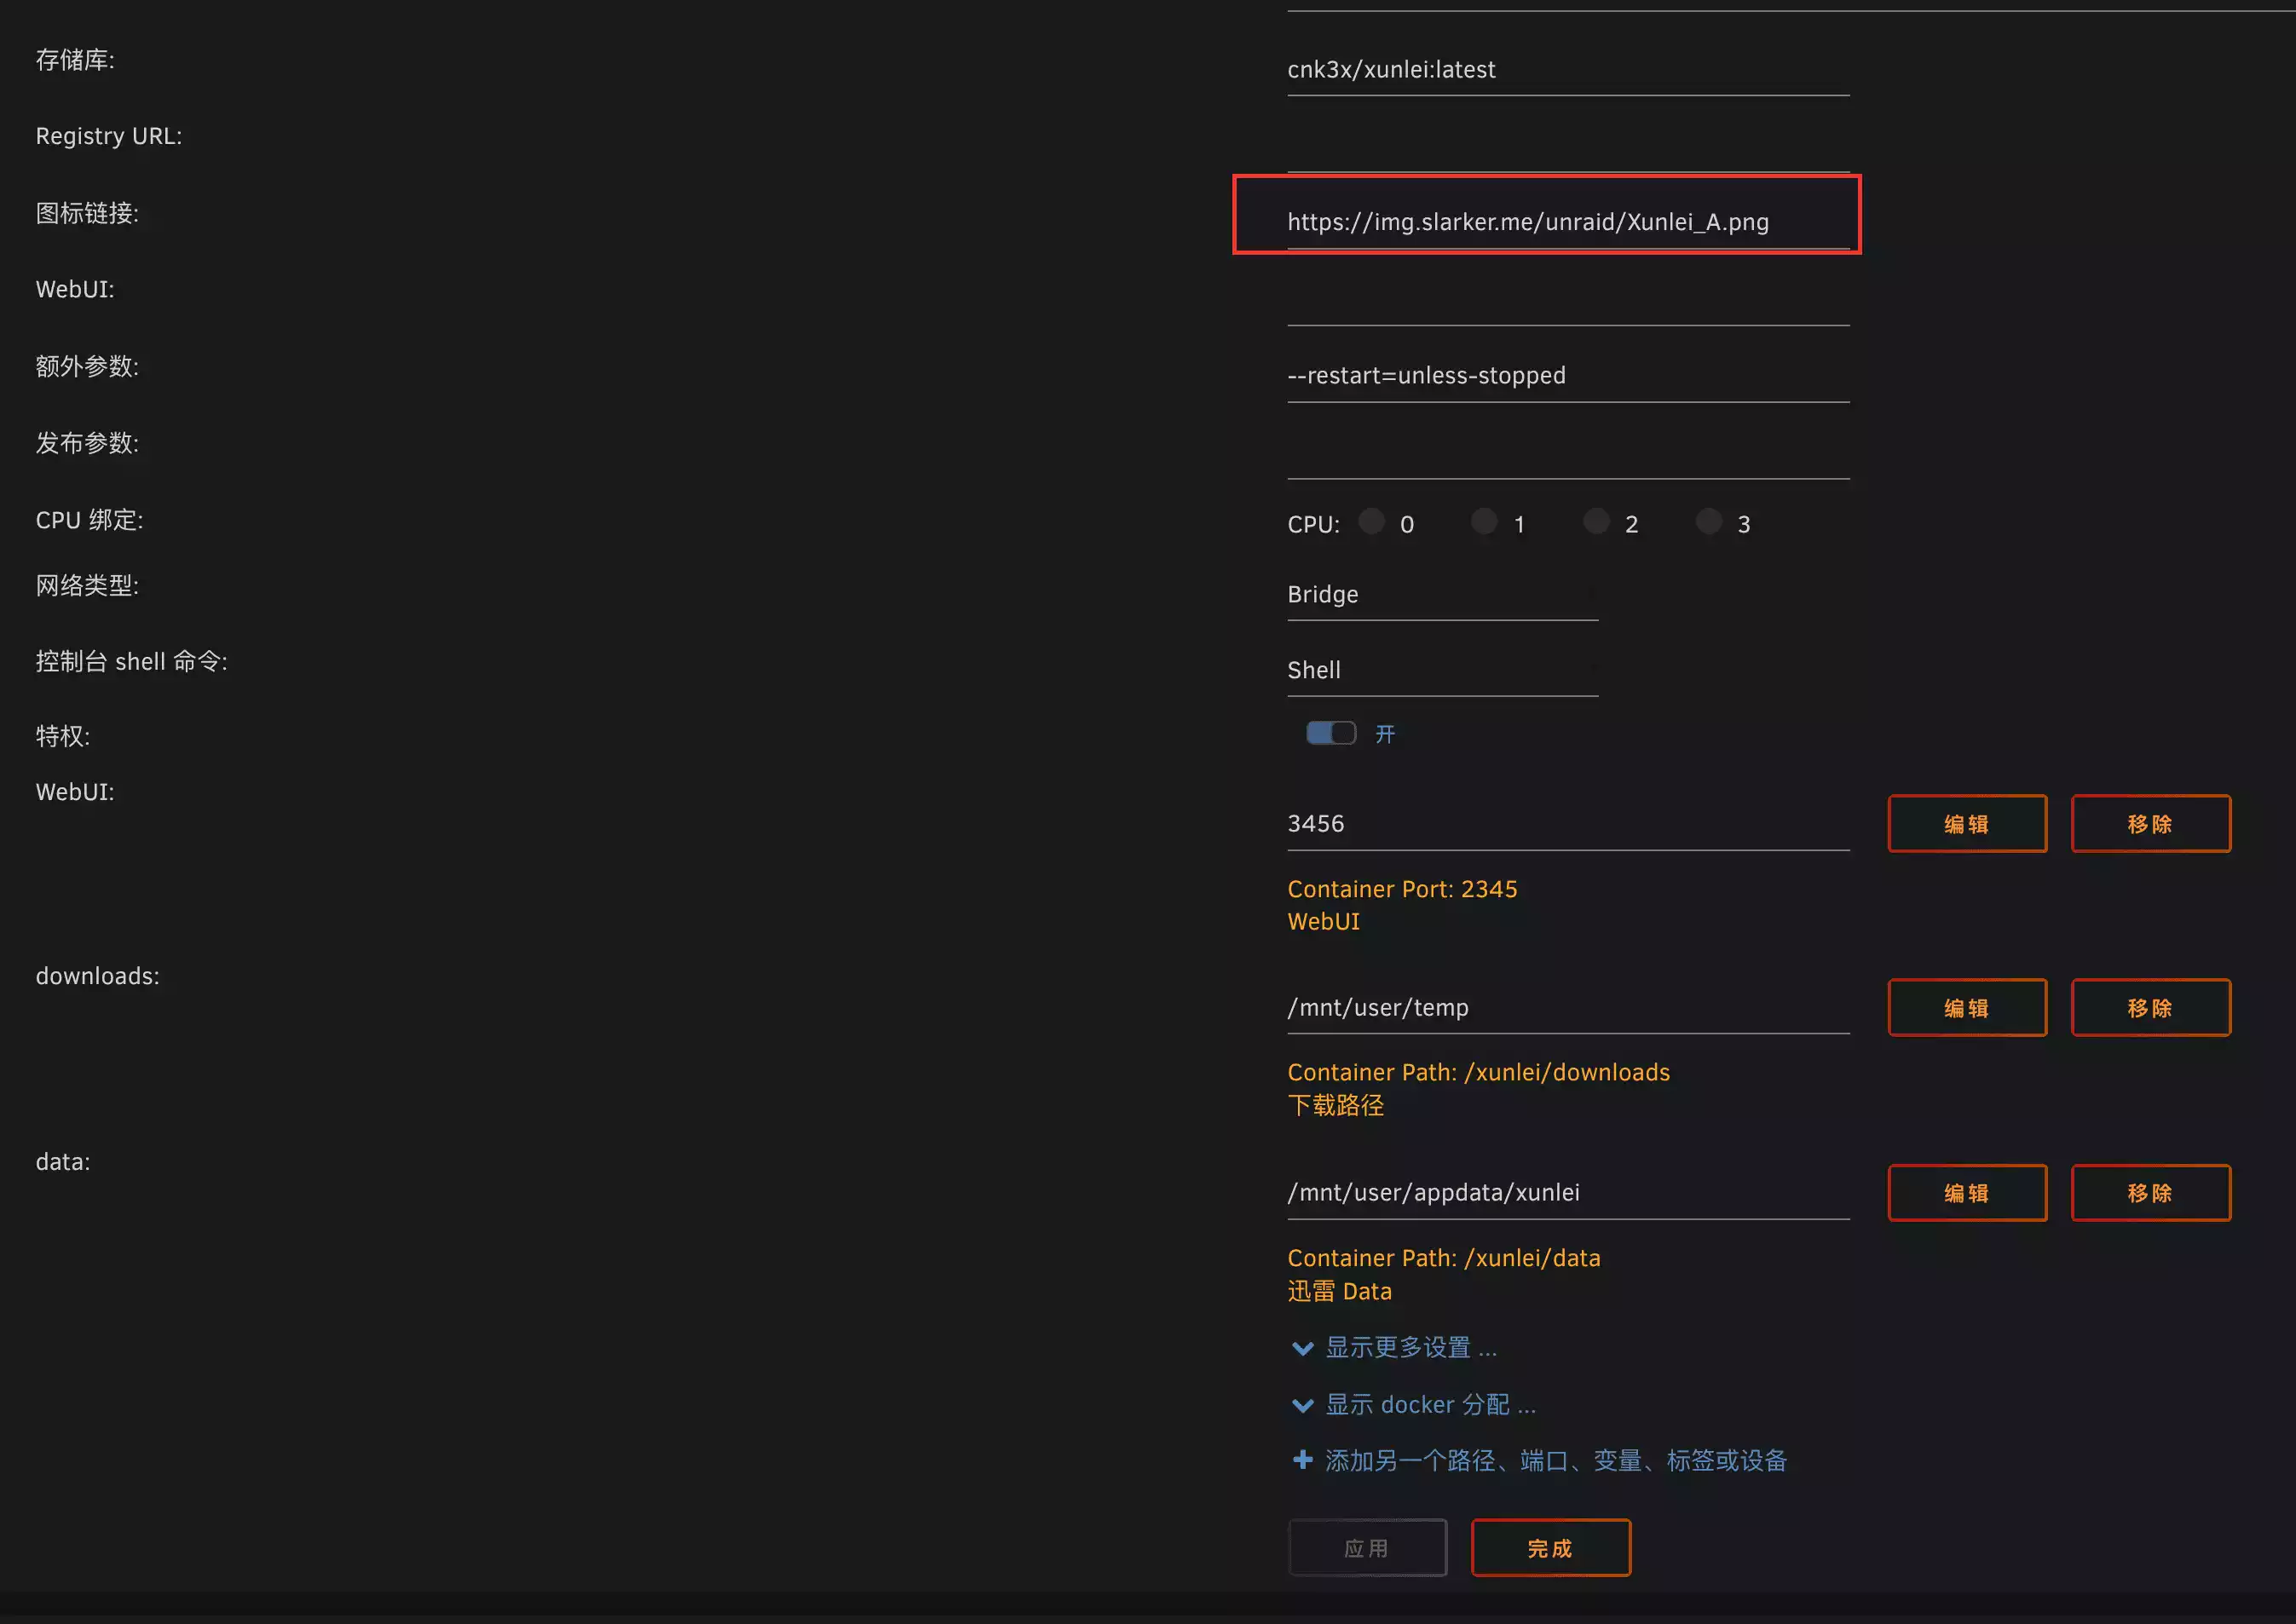 存储库:
cnk3x/xunlei:latest
Registry URL:
图标链接:
https://img.slarker.me/unraid/Xunlei_A.png
WebUI:
额外参数:
--restart=unless-stopped
发布参数:
CPU 绑定:
CPU: 0 1 2 3
网络类型:
Bridge
控制台 shell 命令:
Shell
特权:
开
WebUI:
3456
编辑 移除
Container Port: 2345
WebUI
downloads:
/mnt/user/temp
编辑 移除
Container Path: /xunlei/downloads
下载路径
data:
/mnt/user/appdata/xunlei
编辑 移除
Container Path: /xunlei/data
迅雷 Data
显示更多设置 ...
显示 docker 分配 ...
添加另一个路径、端口、变量、标签或设备
应用 完成